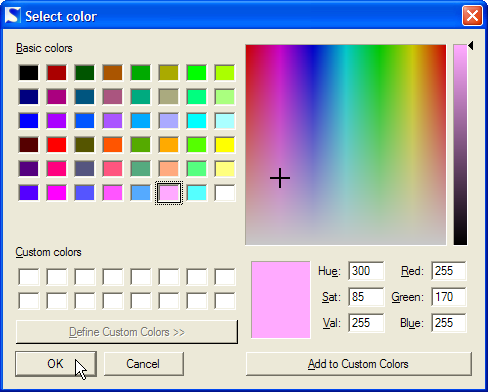 Select color
Basic colors
Custom colors
Define Custom Colors >>
OK Cancel
Hue: 300 Red: 255
Sat: 85 Green: 170
Val: 255 Blue: 255
Add to Custom Colors